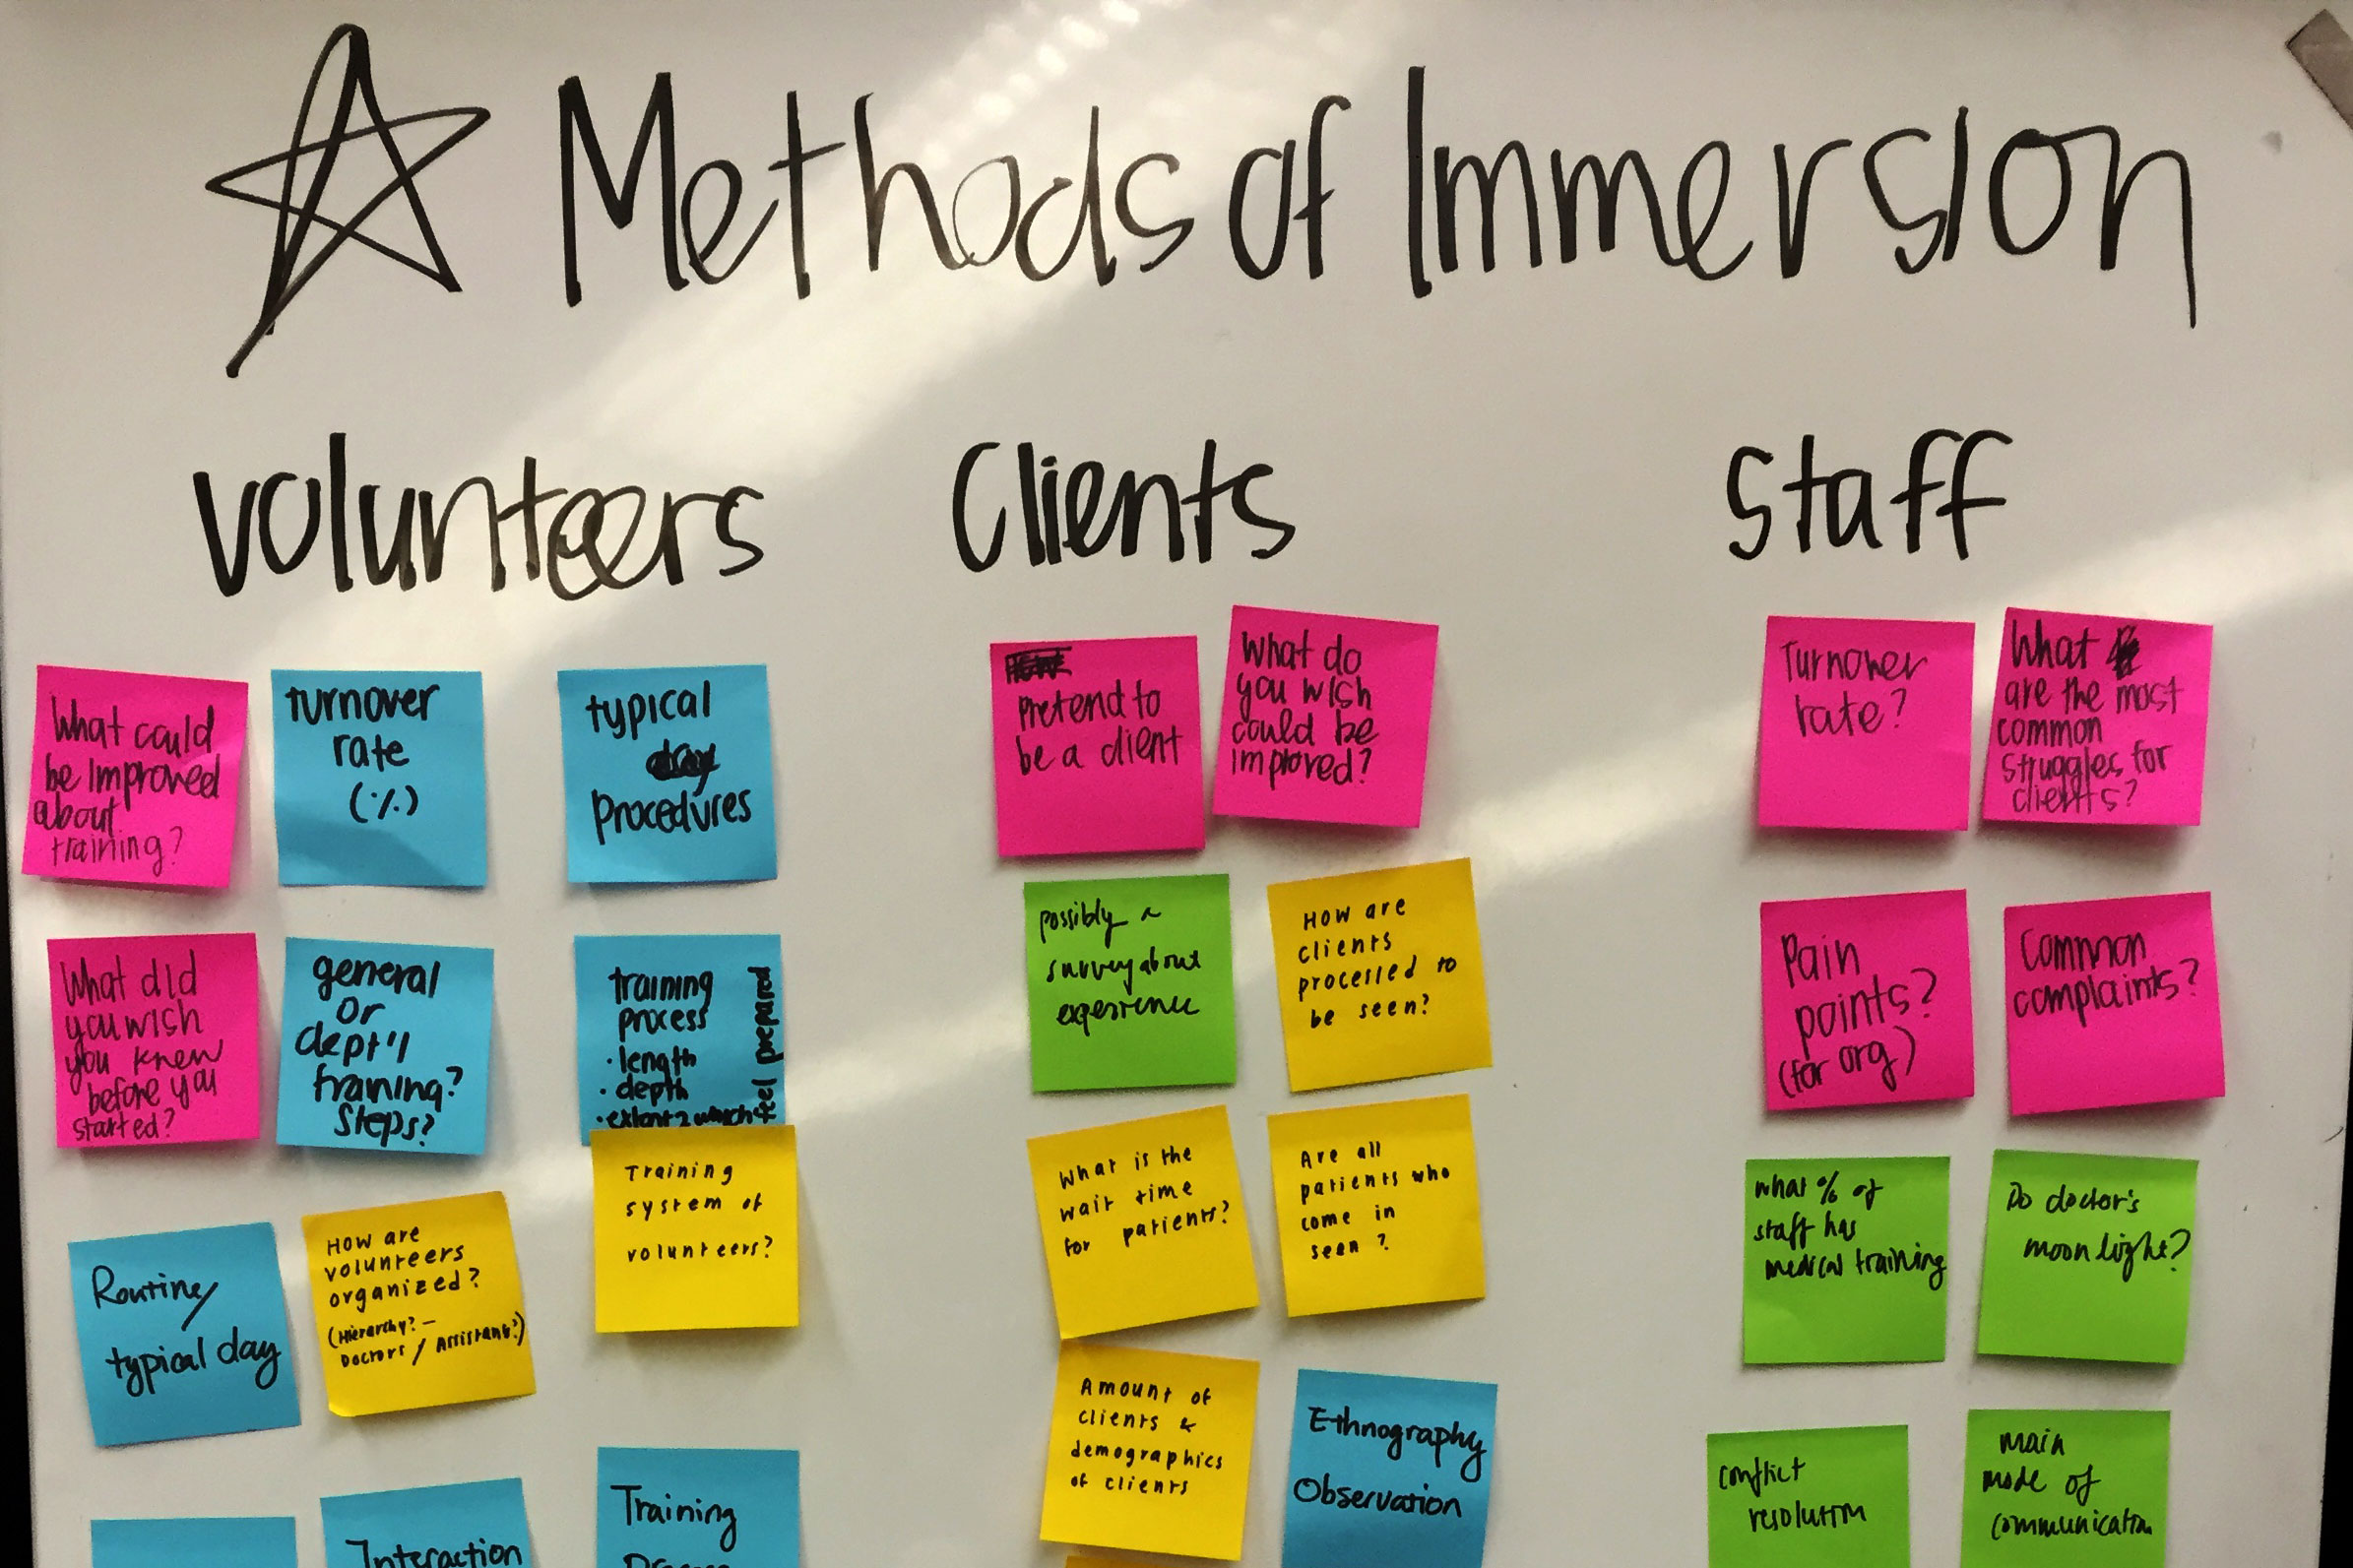 Methods of Immersion
Volunteers
What could
be improved
about
training?
turnover
rate
(%)
typical
procedures
What did
you wish
you knew
before you
started?
general
or
dept'l
training?
Steps?
training
process
• length
• depth
• extent 2 which
feel prepared
Routine/
typical day
How are
volunteers
organized?
(Hierarchy? —
Doctors / Assistant?)
Training
system of
volunteers?
Interaction
Training
Clients
Pretend to
be a client
What do
you wish
could be
improved?
possibly a
survey about
experience
How are
clients
processed to
be seen?
What is the
wait time
for patients?
Are all
patients who
come in
seen?
Amount of
clients &
demographics
of clients
Ethnography
Observation
Staff
Turnover
rate?
What
are the most
common
struggles for
clients?
Pain
points?
(for org)
Common
complaints?
what % of
staff has
medical training
Do doctor's
moonlight?
conflict
resolution
main
mode of
communication